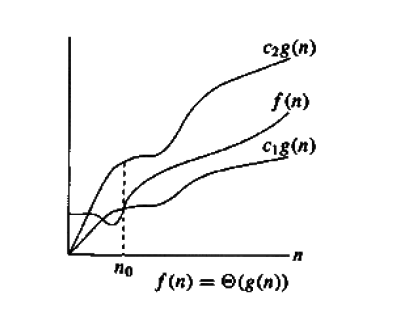 c₂g(n)
f(n)
c₁g(n)
n
n₀
f(n) = Θ(g(n))